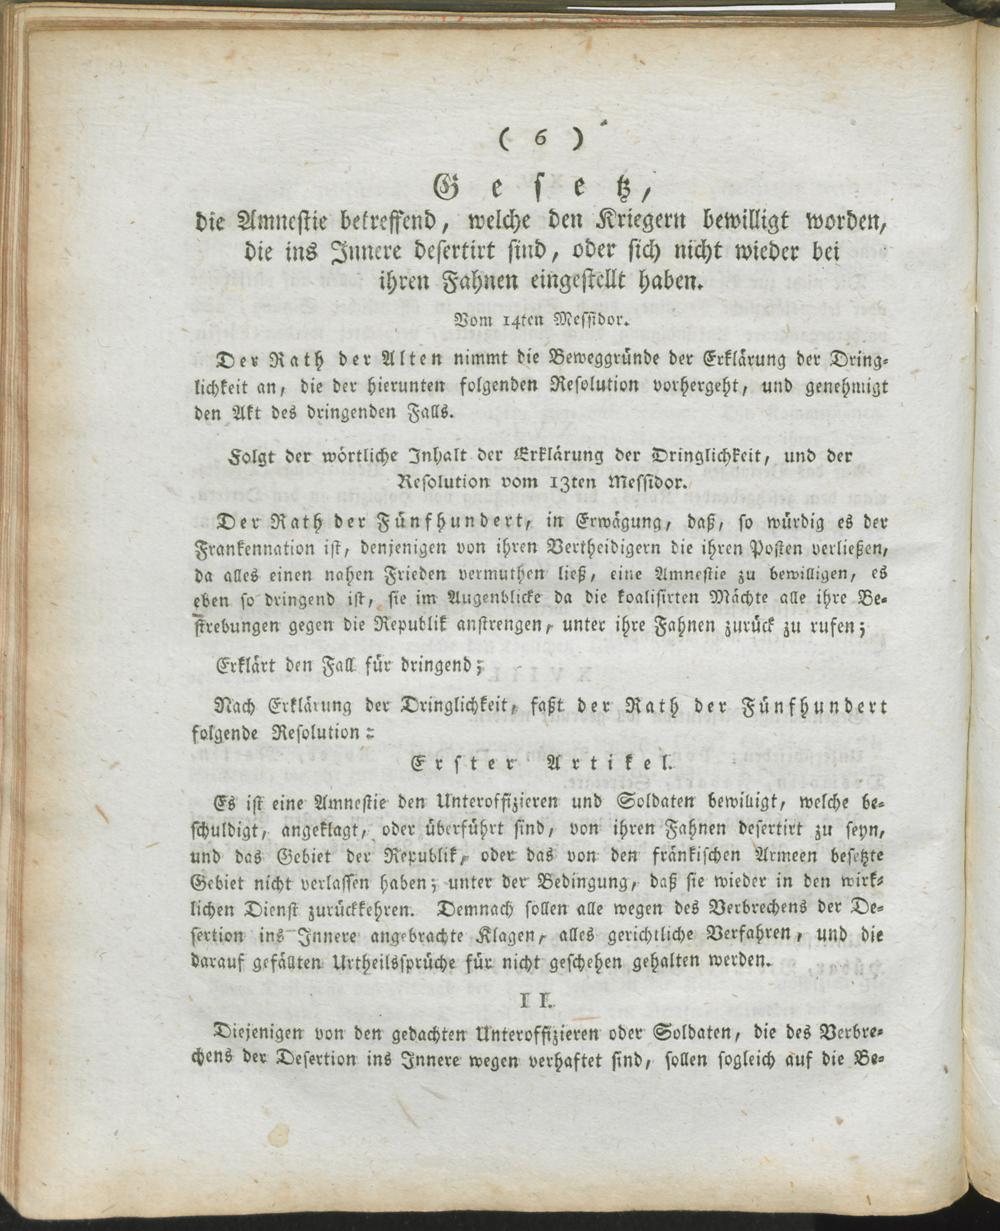 ( 6 )
Gesetz,
die Amnestie betreffend, welche den Kriegern bewilligt worden,
die ins Innere desertirt sind, oder sich nicht wieder bei
ihren Fahnen eingestellt haben.
Vom 14ten Messidor.
Der Rath der Alten nimmt die Beweggründe der Erklärung der Dring-
lichkeit an, die der hierunten folgenden Resolution vorhergeht, und genehmigt
den Akt des dringenden Falls.
Folgt der wörtliche Inhalt der Erklärung der Dringlichkeit, und der
Resolution vom 13ten Messidor.
Der Rath der Fünfhundert, in Erwägung, daß, so würdig es der
Frankennation ist, denjenigen von ihren Vertheidigern die ihren Posten verließen,
da alles einen nahen Frieden vermuthen ließ, eine Amnestie zu bewilligen, es
eben so dringend ist, sie im Augenblicke da die koalisirten Mächte alle ihre Be-
strebungen gegen die Republik anstrengen, unter ihre Fahnen zurück zu rufen;
Erklärt den Fall für dringend;
Nach Erklärung der Dringlichkeit, faßt der Rath der Fünfhundert
folgende Resolution:
Erster Artikel.
Es ist eine Amnestie den Unteroffizieren und Soldaten bewilligt, welche be-
schuldigt, angeklagt, oder überführt sind, von ihren Fahnen desertirt zu seyn,
und das Gebiet der Republik, oder das von den fränkischen Armeen besetzte
Gebiet nicht verlassen haben; unter der Bedingung, daß sie wieder in den wirk-
lichen Dienst zurückkehren. Demnach sollen alle wegen des Verbrechens der De-
sertion ins Innere angebrachte Klagen, alles gerichtliche Verfahren, und die
darauf gefällten Urtheilssprüche für nicht geschehen gehalten werden.
II.
Diejenigen von den gedachten Unteroffizieren oder Soldaten, die des Verbre-
chens der Desertion ins Innere wegen verhaftet sind, sollen sogleich auf die Be-